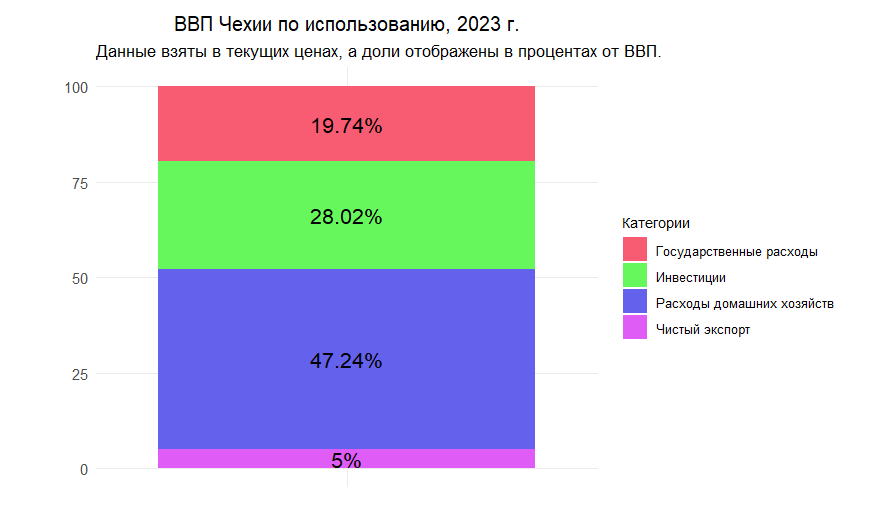 ВВП Чехии по использованию, 2023 г.
Данные взяты в текущих ценах, а доли отображены в процентах от ВВП.
100
75
50
25
0
19.74%
28.02%
47.24%
5%
Категории
Государственные расходы
Инвестиции
Расходы домашних хозяйств
Чистый экспорт